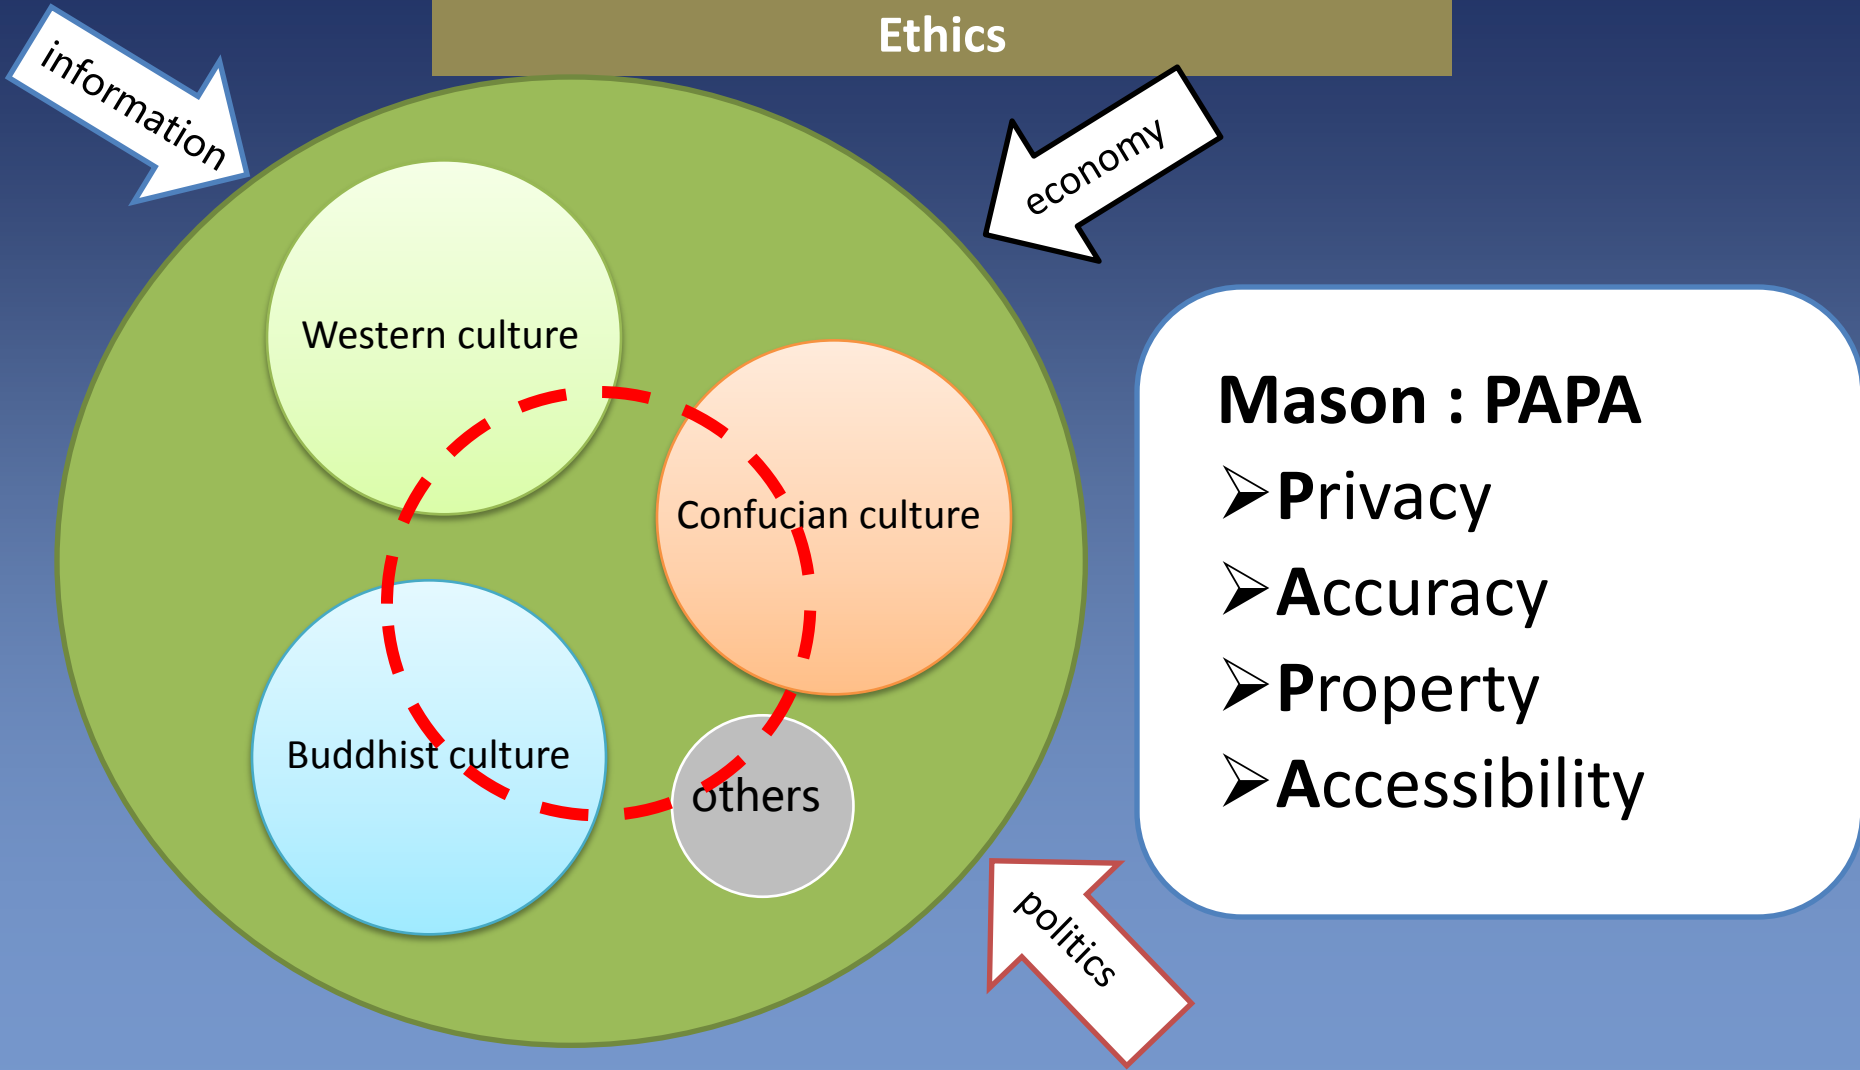 Ethics
information
economy
Western culture
Confucian culture
Buddhist culture
others
politics
Mason : PAPA
➢Privacy
➢Accuracy
➢Property
➢Accessibility